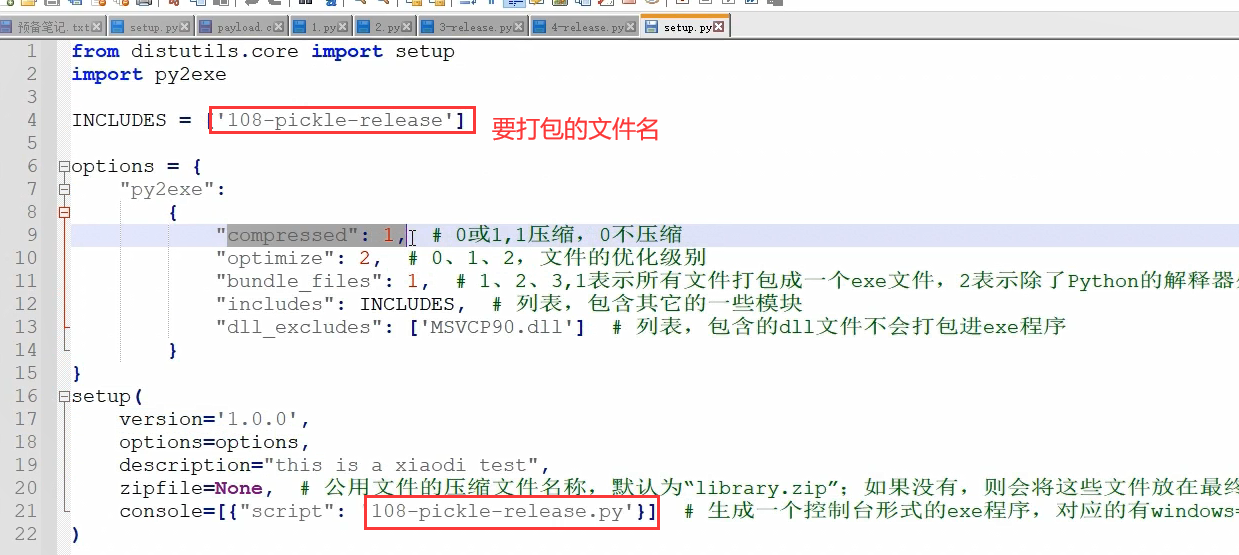 预备笔记.txt setup.py payload.c 1.py 2.py 3-release.py 4-release.py setup.py
1 from distutils.core import setup
2 import py2exe
3
4 INCLUDES = ['108-pickle-release']
要打包的文件名
5
6 options = {
7 "py2exe":
8 {
9 "compressed": 1, # 0或1,1压缩，0不压缩
10 "optimize": 2, # 0、1、2，文件的优化级别
11 "bundle_files": 1, # 1、2、3,1表示所有文件打包成一个exe文件，2表示除了Python的解释器
12 "includes": INCLUDES, # 列表，包含其它的一些模块
13 "dll_excludes": ['MSVCP90.dll'] # 列表，包含的dll文件不会打包进exe程序
14 }
15 }
16 setup(
17 version='1.0.0',
18 options=options,
19 description="this is a xiaodi test",
20 zipfile=None, # 公用文件的压缩文件名称，默认为“library.zip”；如果没有，则会将这些文件放在最终
21 console=[{"script": '108-pickle-release.py'}] # 生成一个控制台形式的exe程序，对应的有windows=
22 )